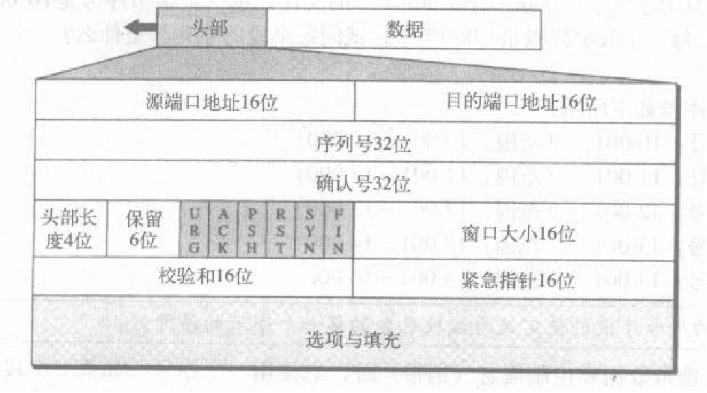 头部 数据
源端口地址16位 目的端口地址16位
序列号32位
确认号32位
头部长度4位 保留6位 URG ACK PSH RST SYN FIN 窗口大小16位
校验和16位 紧急指针16位
选项与填充